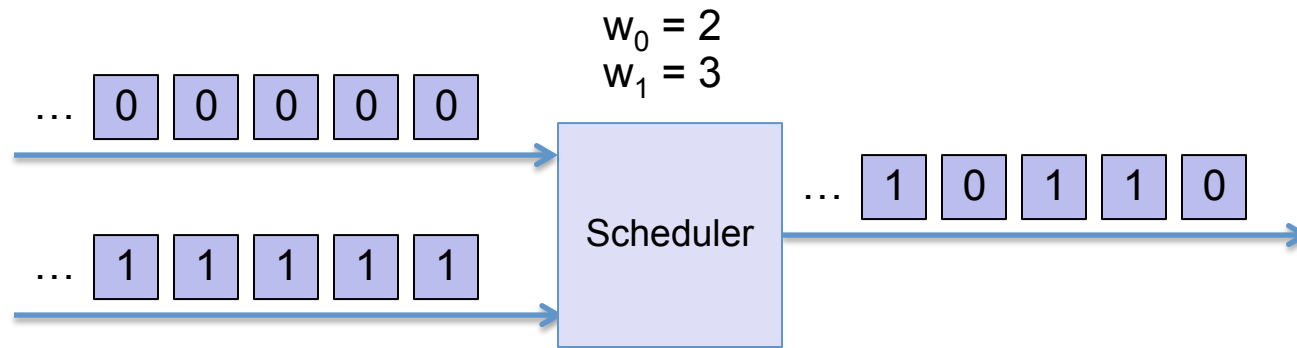 w₀ = 2
w₁ = 3
… 0 0 0 0 0
… 1 1 1 1 1
Scheduler
… 1 0 1 1 0